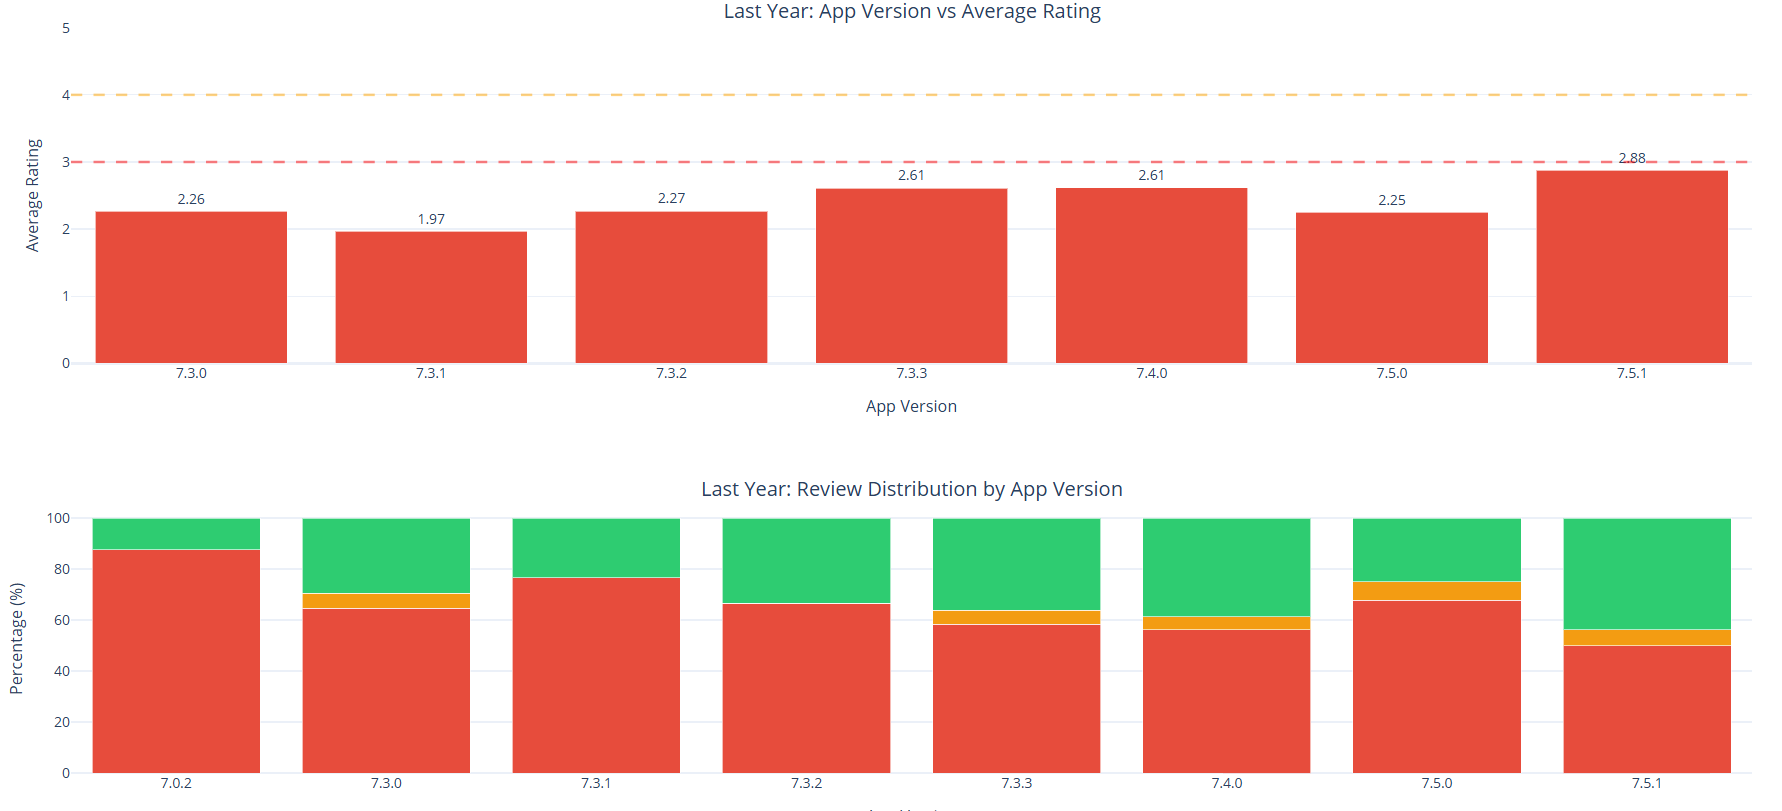 Last Year: App Version vs Average Rating
5
4
3
2
1
0
Average Rating
2.26
1.97
2.27
2.61
2.61
2.25
2.88
7.3.0 7.3.1 7.3.2 7.3.3 7.4.0 7.5.0 7.5.1
App Version
Last Year: Review Distribution by App Version
100
80
60
40
20
0
Percentage (%)
7.0.2 7.3.0 7.3.1 7.3.2 7.3.3 7.4.0 7.5.0 7.5.1